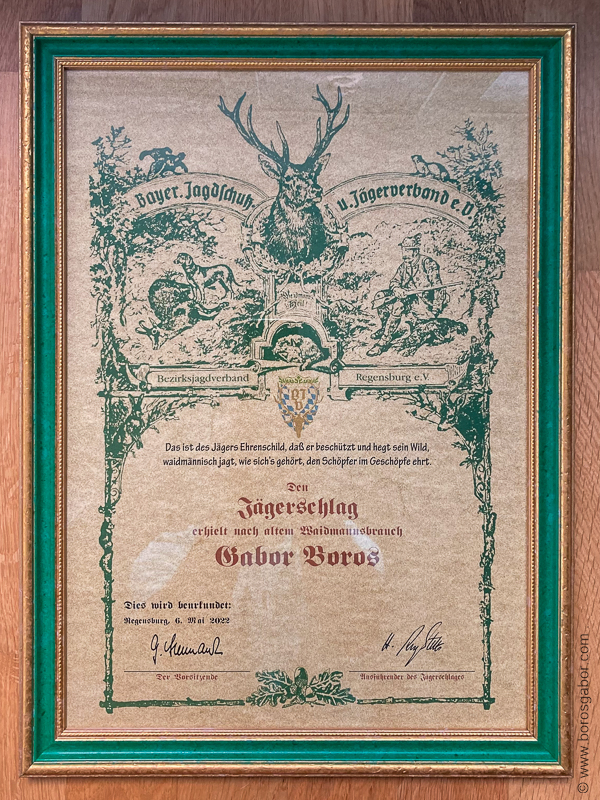 Bayer. Jagdschutz u. Jägerverband e.V.
Weidmanns
Heil!
Bezirksjagdverband Regensburg e.V.
BJV
Das ist des Jägers Ehrenschild, daß er beschützt und hegt sein Wild,
waidmännisch jagt, wie sich's gehört, den Schöpfer im Geschöpfe ehrt.
Den
Jägerschlag
erhielt nach altem Waidmannsbrauch
Gabor Boros
Dies wird beurkundet:
Regensburg, 6. Mai 2022
Der Vorsitzende
Ausführender des Jägerschlages
© www.borosgabor.com